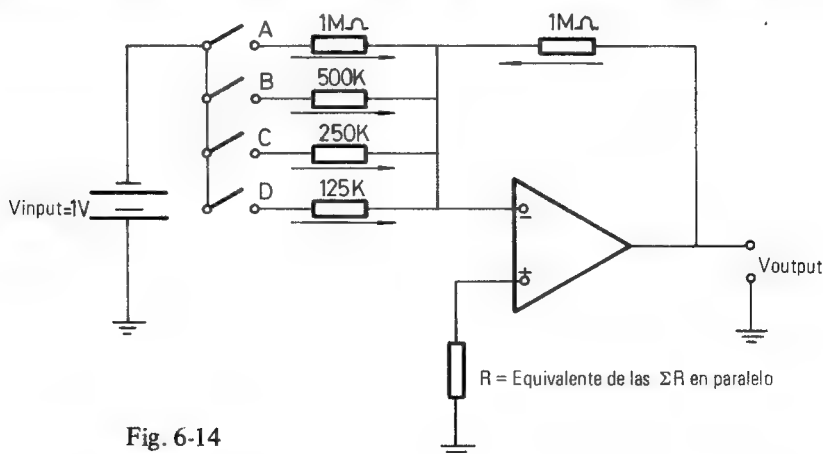 A
1MΩ
1MΩ
B
500K
C
250K
D
125K
Vinput=1V
-
+
Voutput
R = Equivalente de las ΣR en paralelo
Fig. 6-14